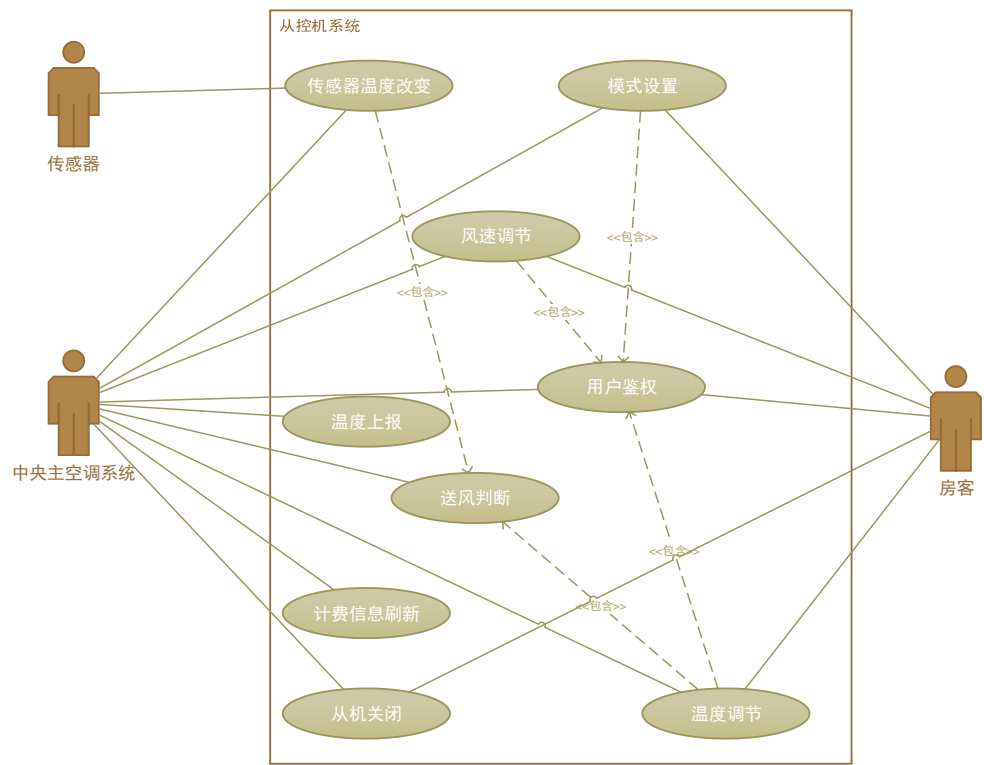 从控机系统
传感器温度改变
模式设置
传感器
风速调节
<<包含>>
<<包含>>
<<包含>>
用户鉴权
温度上报
中央主空调系统
房客
送风判断
<<包含>>
<<包含>>
计费信息刷新
从机关闭
温度调节